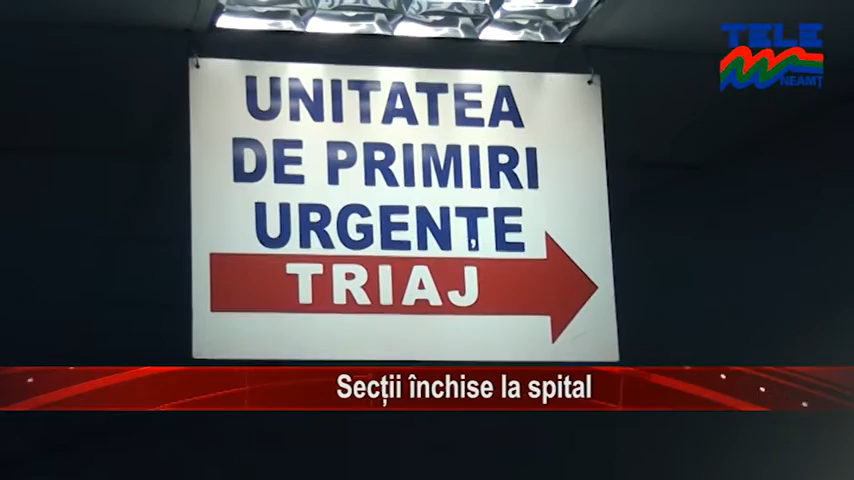 TELE
NEAMȚ
UNITATEA
DE PRIMIRI
URGENȚE
TRIAJ
Secții închise la spital